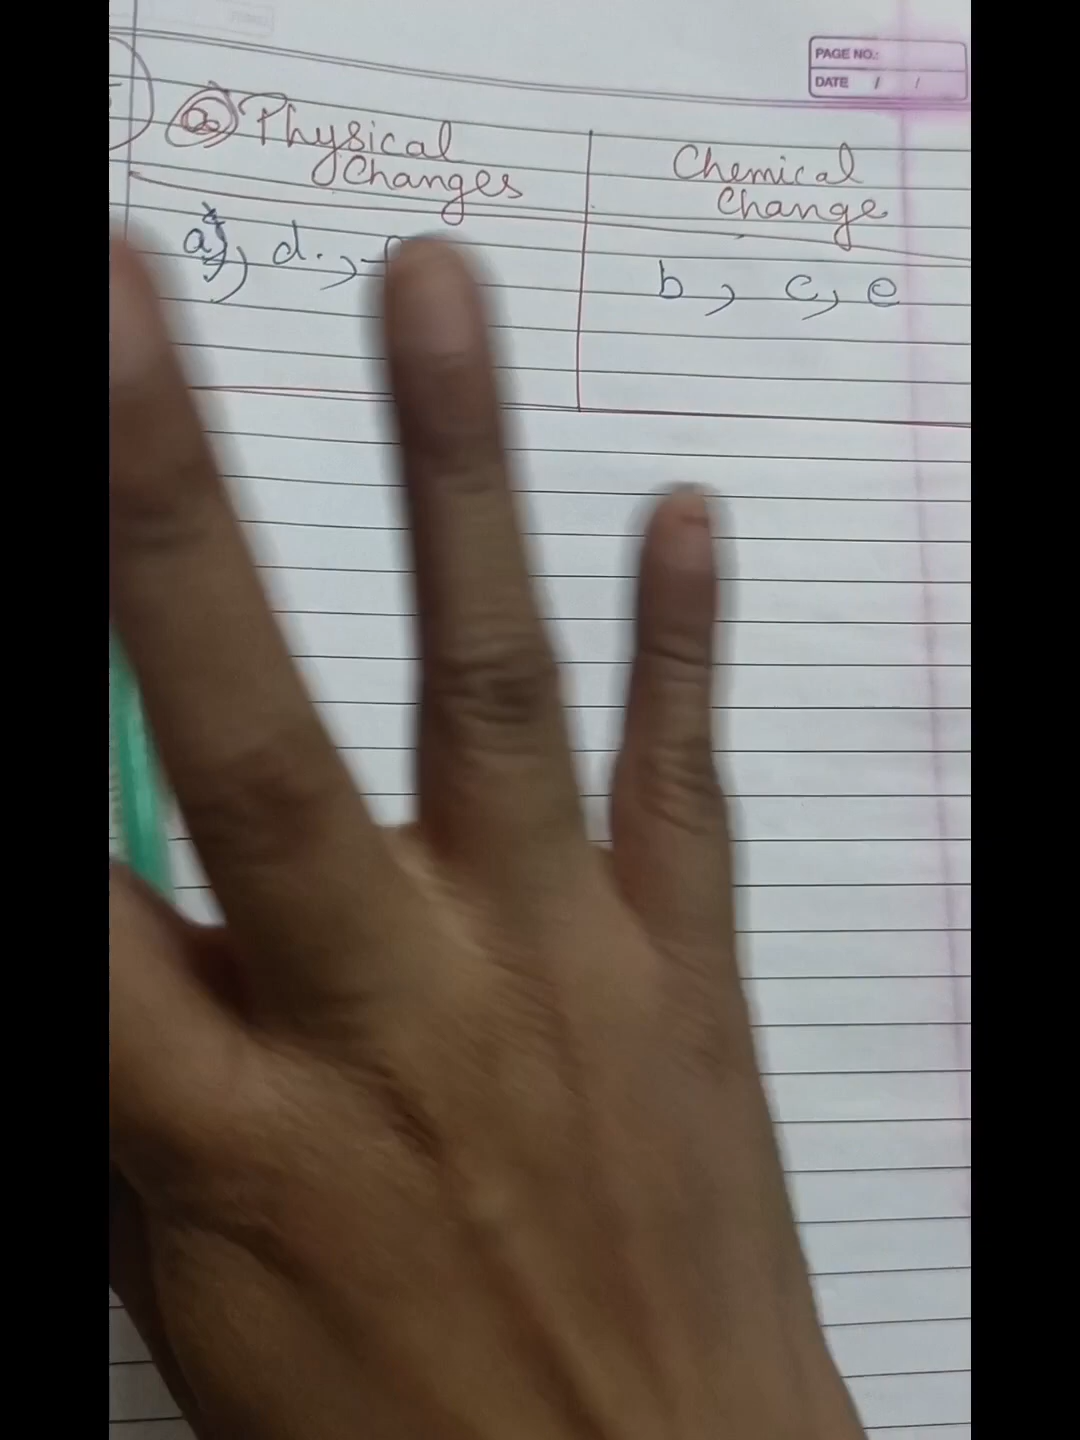 PAGE NO.:
DATE / /
Physical
Changes
Chemical
Change
a), d.,
b, c, e